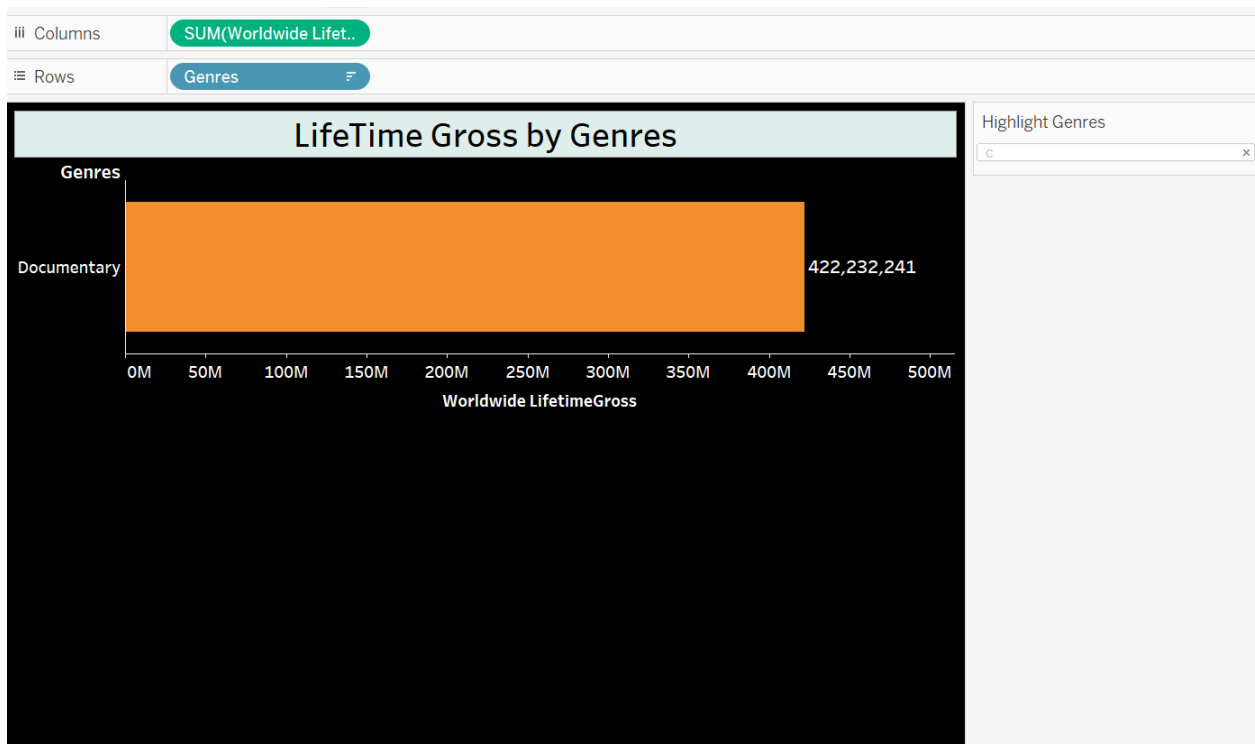 Columns
SUM(Worldwide Lifet..
Rows
Genres
LifeTime Gross by Genres
Genres
Documentary
422,232,241
0M 50M 100M 150M 200M 250M 300M 350M 400M 450M 500M
Worldwide LifetimeGross
Highlight Genres
C